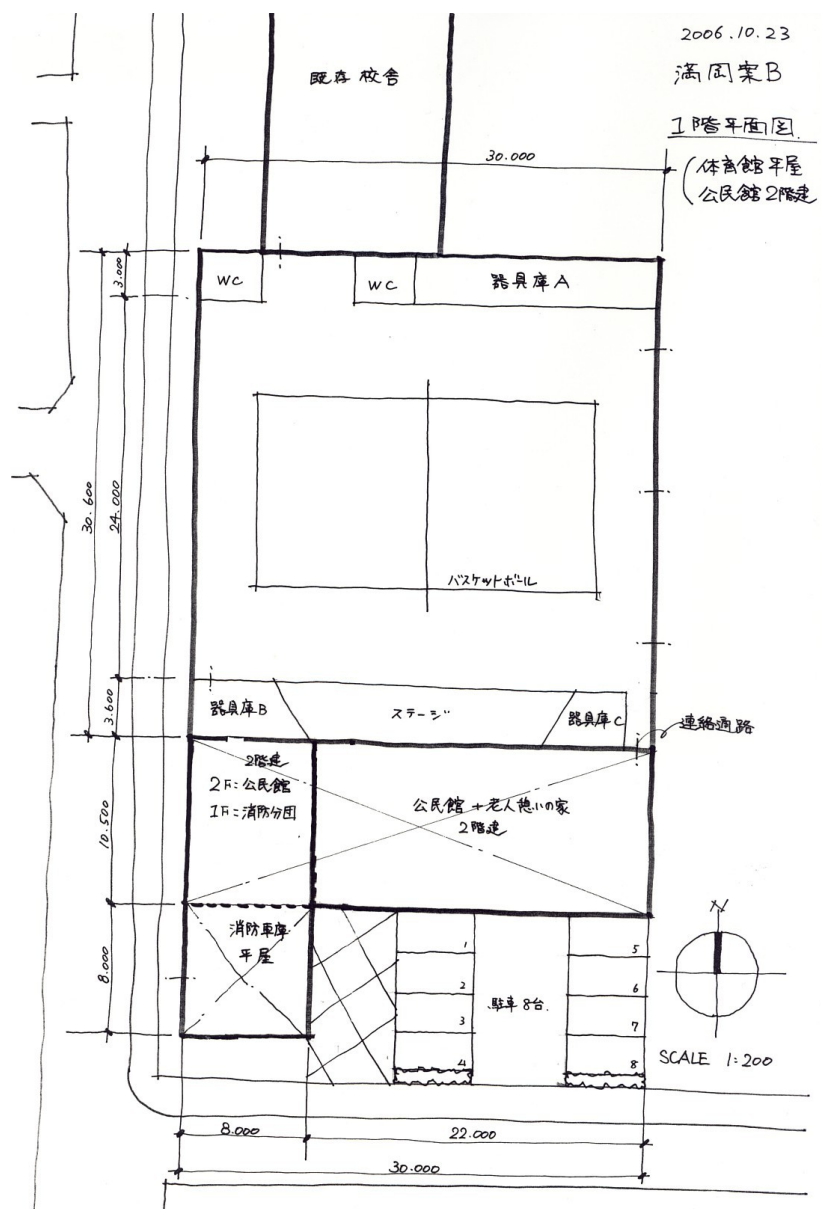 2006.10.23
満岡案B
1階平面図
体育館平屋
公民館2階建
既存校舎
30.000
WC
WC
器具庫A
3.000
30.600
24.000
バスケットボール
3.600
器具庫B
ステージ
器具庫C
連絡通路
2階建
2F:公民館
1F:消防分団
公民館+老人憩いの家
2階建
10.500
消防車庫
平屋
8.000
1
2
3
4
駐車8台
5
6
7
8
N
SCALE 1:200
8.000
22.000
30.000